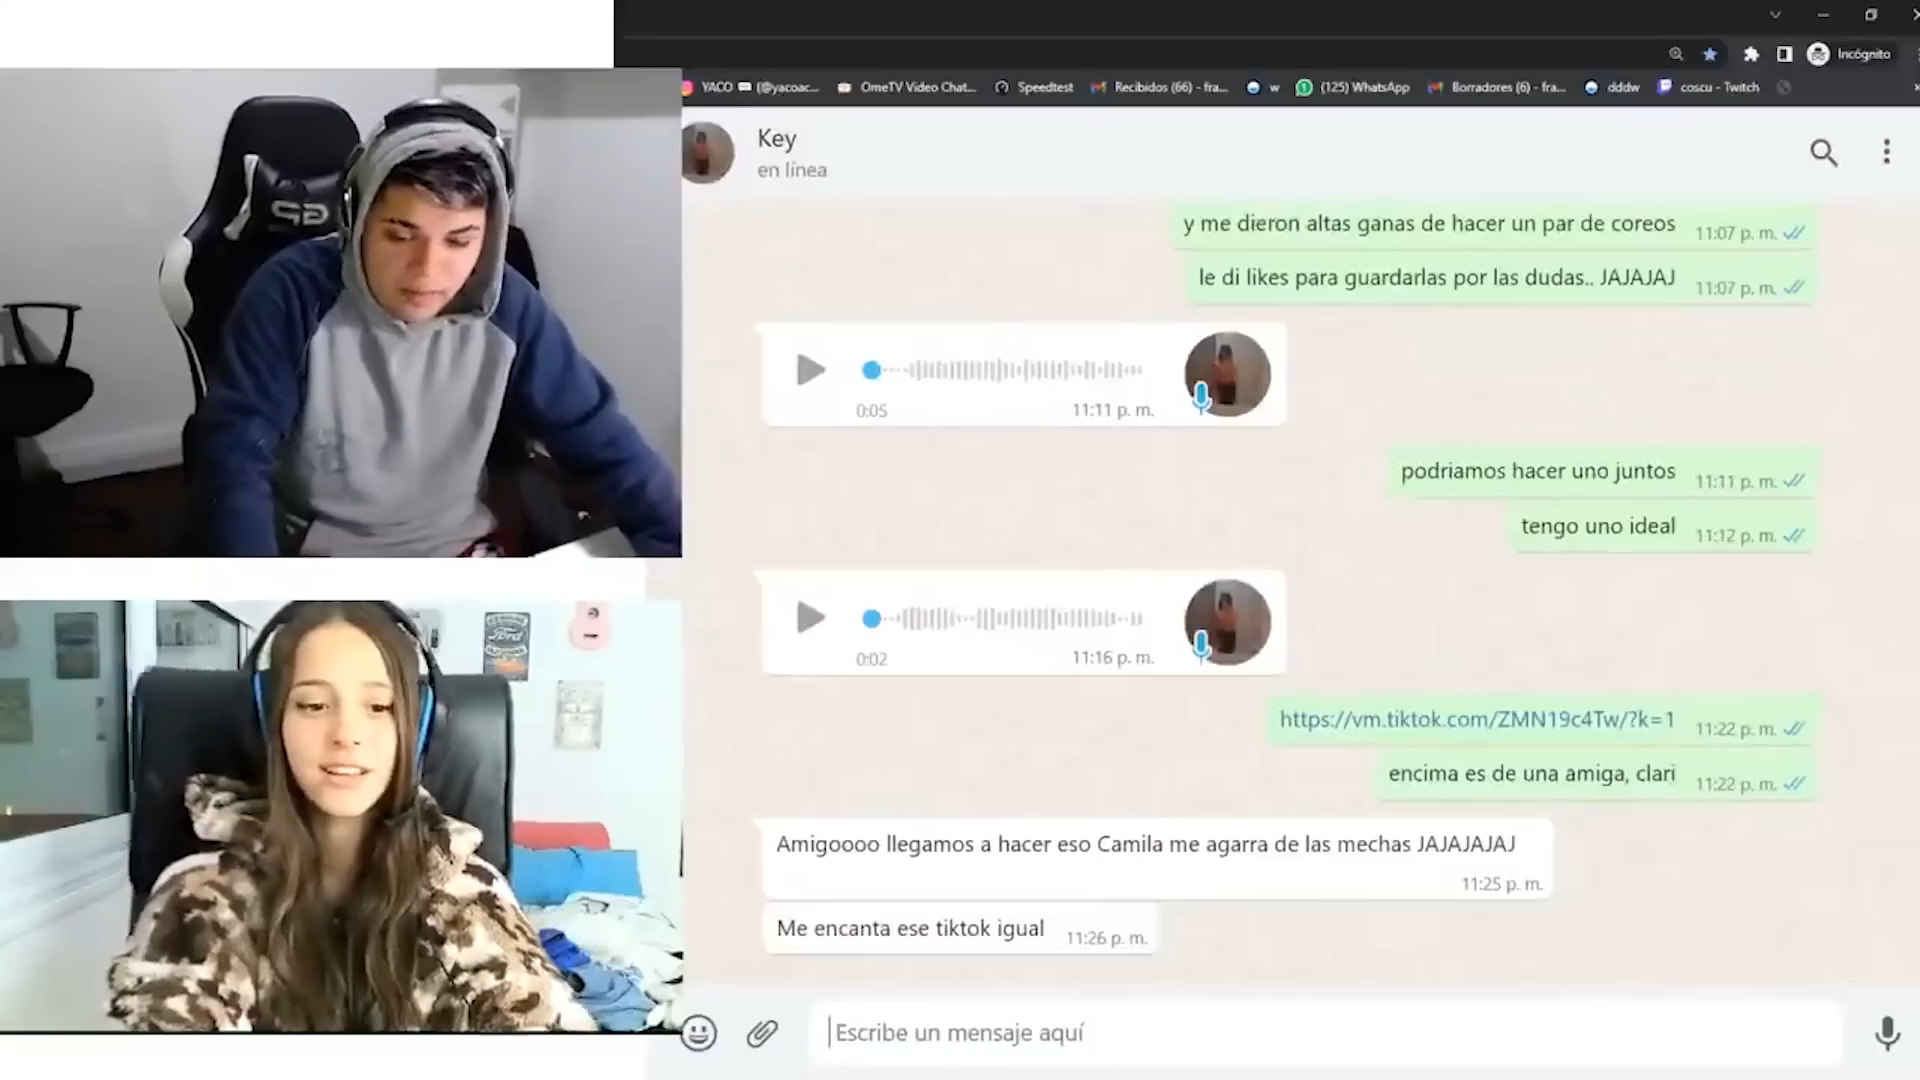 Incógnito
YACO (@yacoac...
OmeTV Video Chat...
Speedtest
Recibidos (66) - fra...
w
(125) WhatsApp
Borradores (6) - fra...
dddw
coscu - Twitch
Key
en línea
y me dieron altas ganas de hacer un par de coreos 11:07 p. m.
le di likes para guardarlas por las dudas.. JAJAJAJ 11:07 p. m.
0:05 11:11 p. m.
podriamos hacer uno juntos 11:11 p. m.
tengo uno ideal 11:12 p. m.
0:02 11:16 p. m.
https://vm.tiktok.com/ZMN19c4Tw/?k=1 11:22 p. m.
encima es de una amiga, clari 11:22 p. m.
Amigoooo llegamos a hacer eso Camila me agarra de las mechas JAJAJAJAJ
11:25 p. m.
Me encanta ese tiktok igual 11:26 p. m.
Escribe un mensaje aquí
Ford